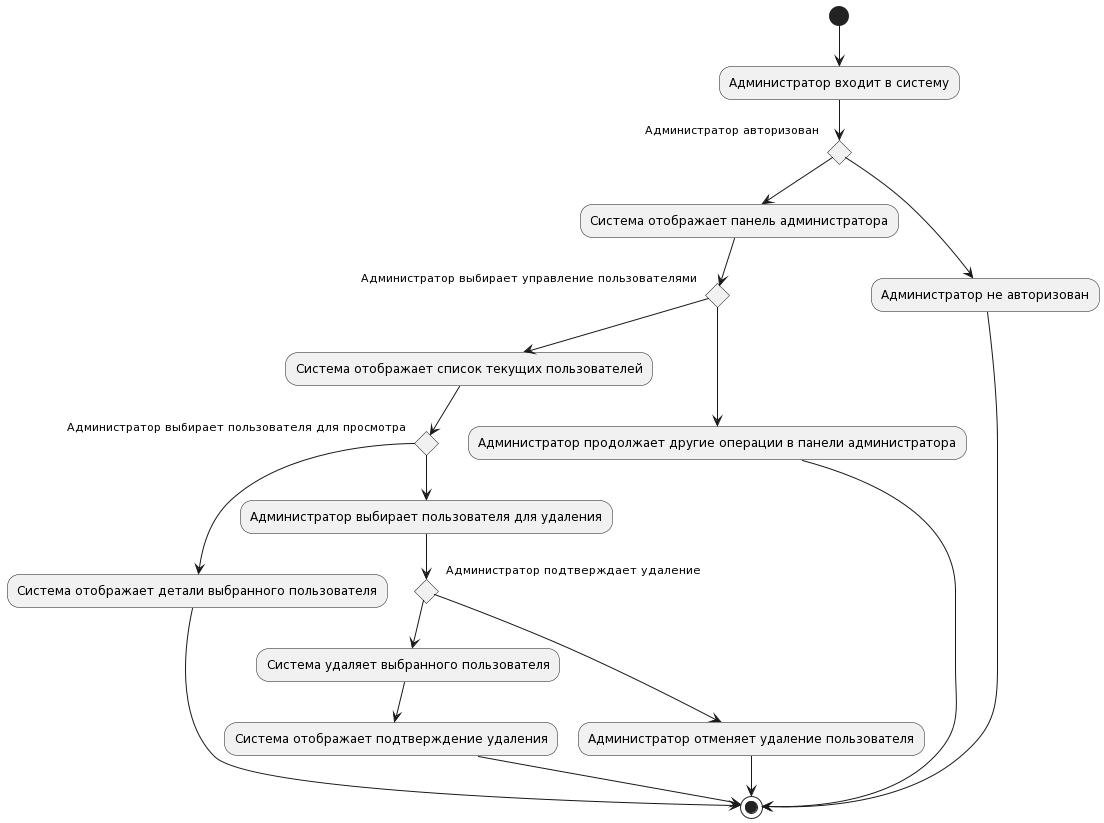 Администратор входит в систему
Администратор авторизован
Система отображает панель администратора
Администратор выбирает управление пользователями
Администратор не авторизован
Система отображает список текущих пользователей
Администратор выбирает пользователя для просмотра
Администратор продолжает другие операции в панели администратора
Администратор выбирает пользователя для удаления
Администратор подтверждает удаление
Система отображает детали выбранного пользователя
Система удаляет выбранного пользователя
Система отображает подтверждение удаления
Администратор отменяет удаление пользователя